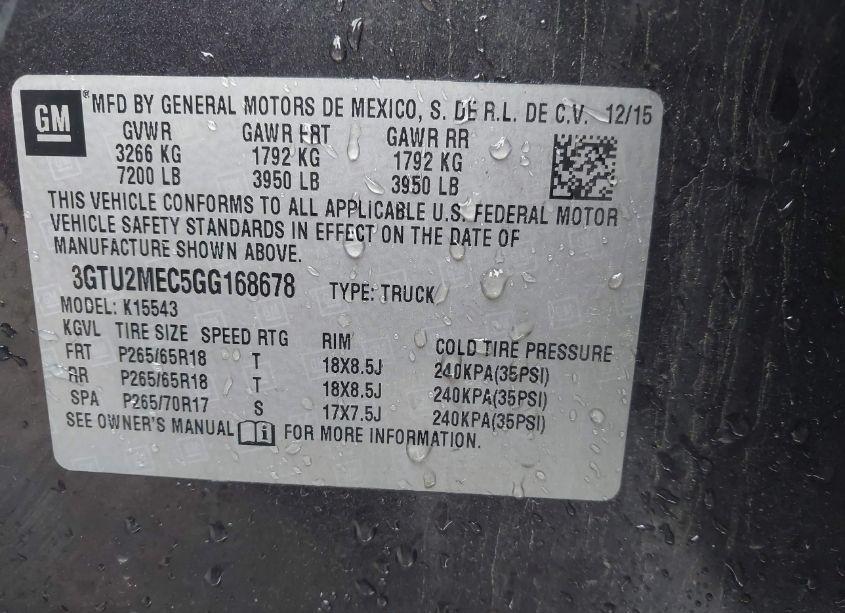 GM ® MFD BY GENERAL MOTORS DE MEXICO, S. DE R.L. DE C.V. 12/15
GVWR GAWR FRT GAWR RR
3266 KG 1792 KG 1792 KG
7200 LB 3950 LB 3950 LB
THIS VEHICLE CONFORMS TO ALL APPLICABLE U.S. FEDERAL MOTOR
VEHICLE SAFETY STANDARDS IN EFFECT ON THE DATE OF
MANUFACTURE SHOWN ABOVE.
3GTU2MEC5GG168678 TYPE: TRUCK
MODEL: K15543
KGVL TIRE SIZE SPEED RTG RIM COLD TIRE PRESSURE
FRT P265/65R18 T 18X8.5J 240KPA(35PSI)
RR P265/65R18 T 18X8.5J 240KPA(35PSI)
SPA P265/70R17 S 17X7.5J 240KPA(35PSI)
SEE OWNER'S MANUAL FOR MORE INFORMATION.